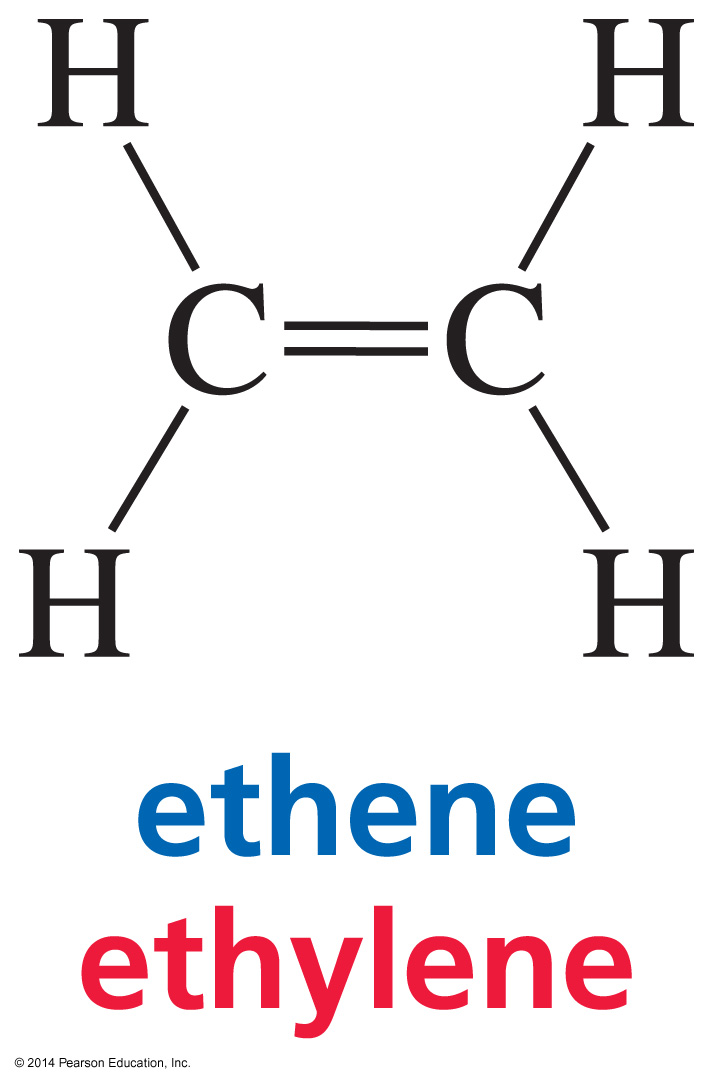 H H
C C
H H
ethene
ethylene
© 2014 Pearson Education, Inc.